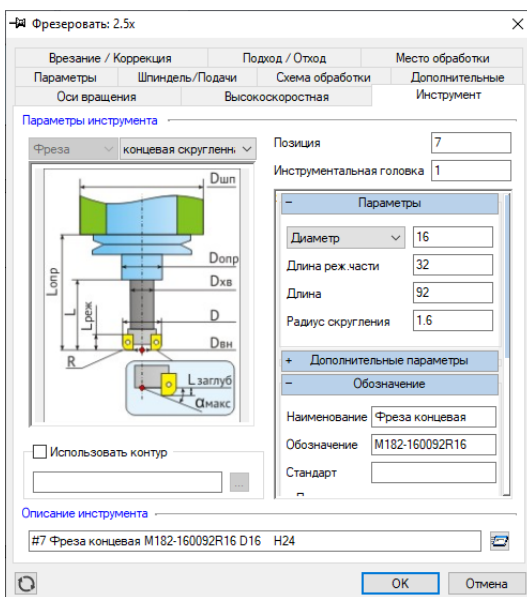 Фрезеровать: 2.5x
Врезание / Коррекция
Подход / Отход
Место обработки
Параметры
Шпиндель/Подачи
Схема обработки
Дополнительные
Оси вращения
Высокоскоростная
Инструмент
Параметры инструмента
Фреза
концевая скругленн
Dшп
Dопр
Dхв
D
Dвн
Lопр
L
Lреж
R
L заглуб
αмакс
Использовать контур
...
Позиция
7
Инструментальная головка
1
− Параметры
Диаметр
16
Длина реж.части
32
Длина
92
Радиус скругления
1.6
+ Дополнительные параметры
− Обозначение
Наименование
Фреза концевая
Обозначение
M182-160092R16
Стандарт
Описание инструмента
#7 Фреза концевая M182-160092R16 D16 H24
OK
Отмена